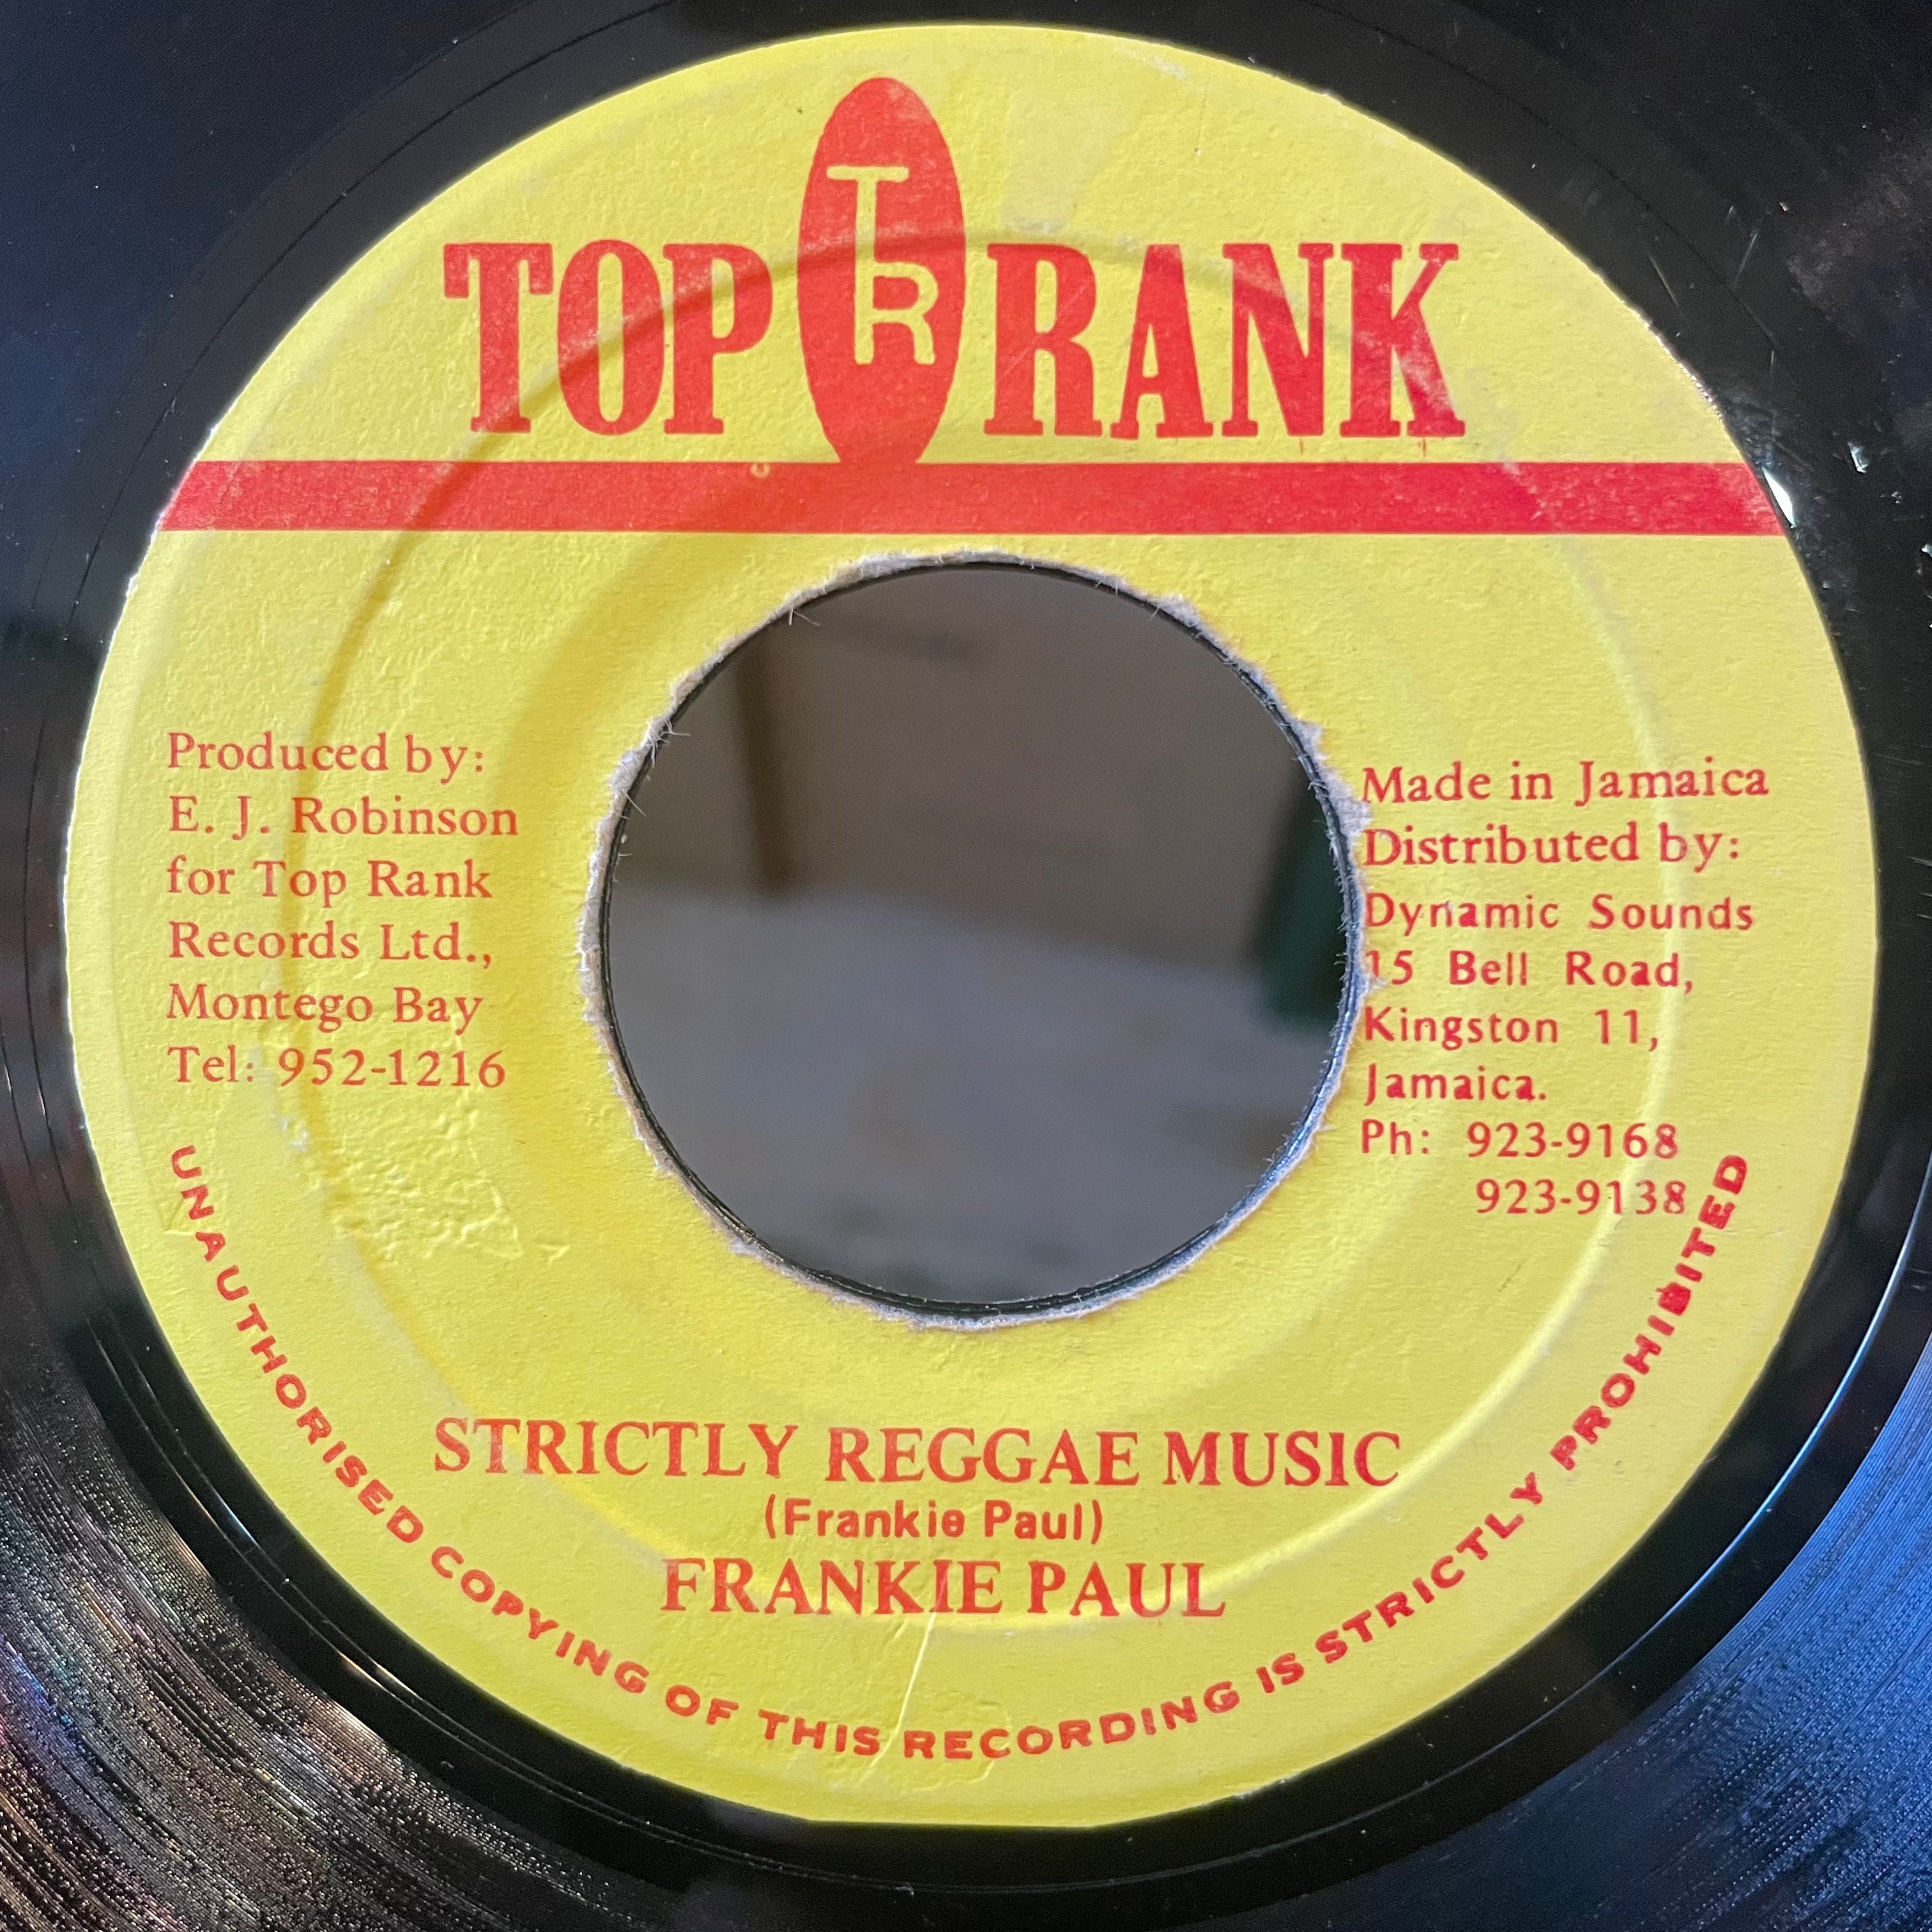 TOP TR RANK
Produced by:
E. J. Robinson
for Top Rank
Records Ltd.,
Montego Bay
Tel: 952-1216
Made in Jamaica
Distributed by:
Dynamic Sounds
15 Bell Road,
Kingston 11,
Jamaica.
Ph: 923-9168
923-9138
STRICTLY REGGAE MUSIC
(Frankie Paul)
FRANKIE PAUL
UNAUTHORISED COPYING OF THIS RECORDING IS STRICTLY PROHIBITED